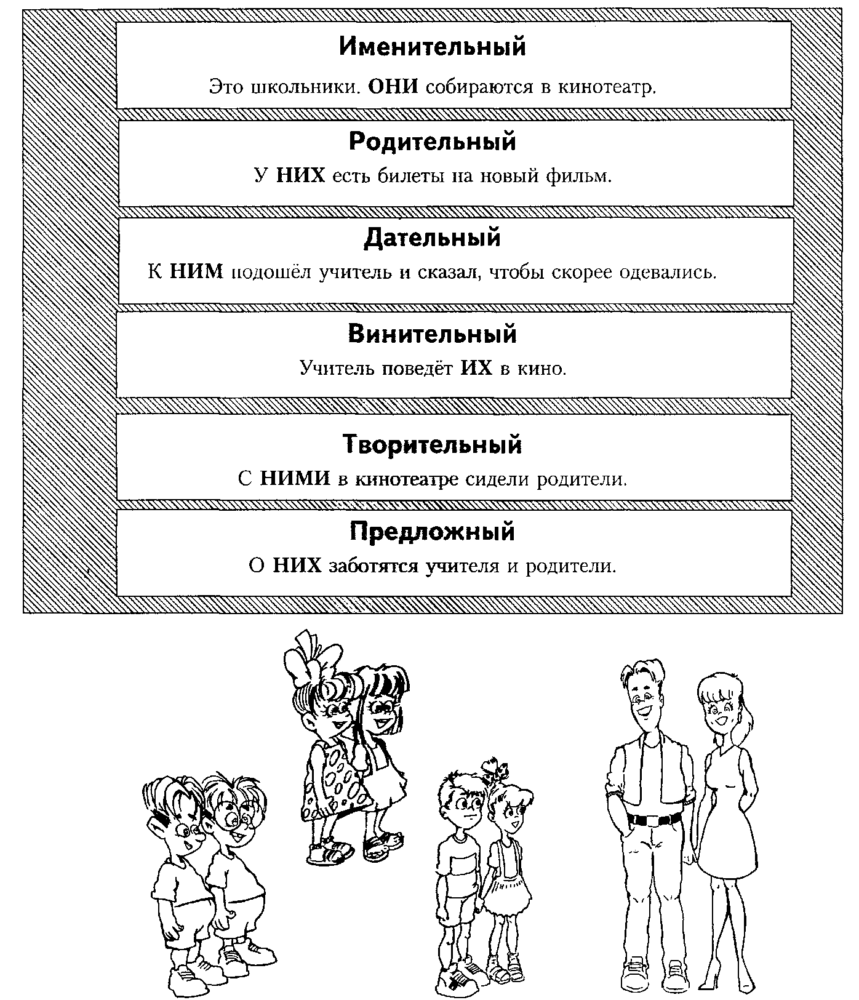 Именительный
Это школьники. ОНИ собираются в кинотеатр.
Родительный
У НИХ есть билеты на новый фильм.
Дательный
К НИМ подошёл учитель и сказал, чтобы скорее одевались.
Винительный
Учитель поведёт ИХ в кино.
Творительный
С НИМИ в кинотеатре сидели родители.
Предложный
О НИХ заботятся учителя и родители.